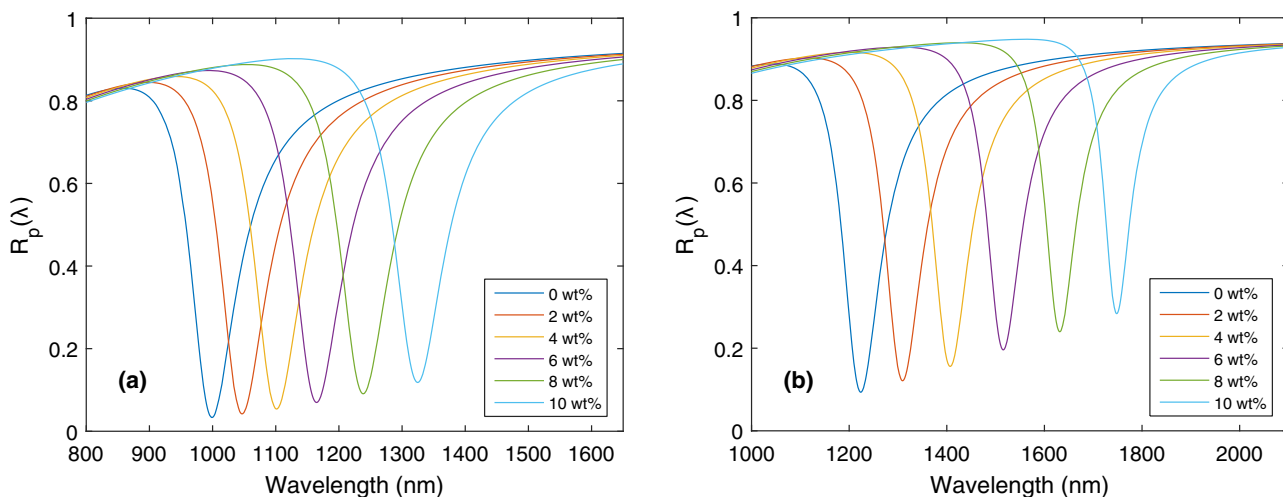 1
0.8
0.6
0.4
0.2
0
R_p(λ)
800 900 1000 1100 1200 1300 1400 1500 1600
Wavelength (nm)
(a)
0 wt%
2 wt%
4 wt%
6 wt%
8 wt%
10 wt%
1
0.8
0.6
0.4
0.2
0
R_p(λ)
1000 1200 1400 1600 1800 2000
Wavelength (nm)
(b)
0 wt%
2 wt%
4 wt%
6 wt%
8 wt%
10 wt%